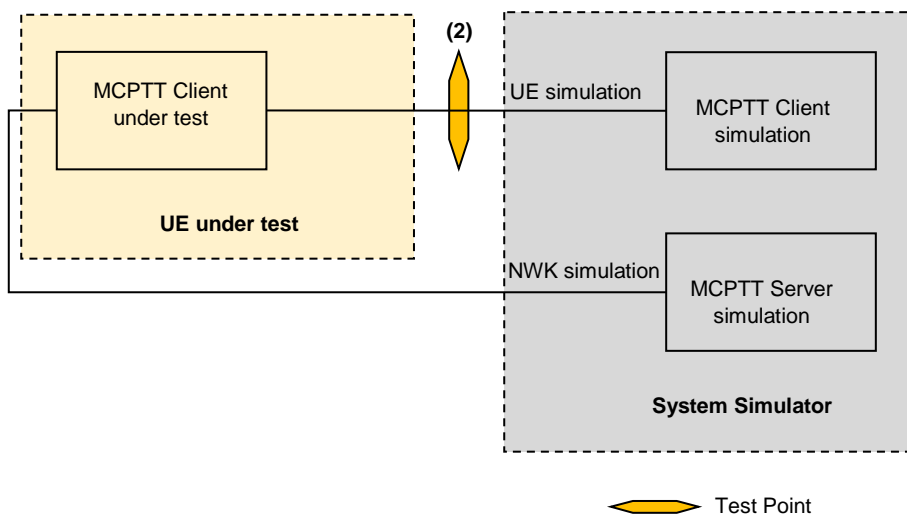 (2)
MCPTT Client
under test
UE simulation
MCPTT Client
simulation
UE under test
NWK simulation
MCPTT Server
simulation
System Simulator
Test Point